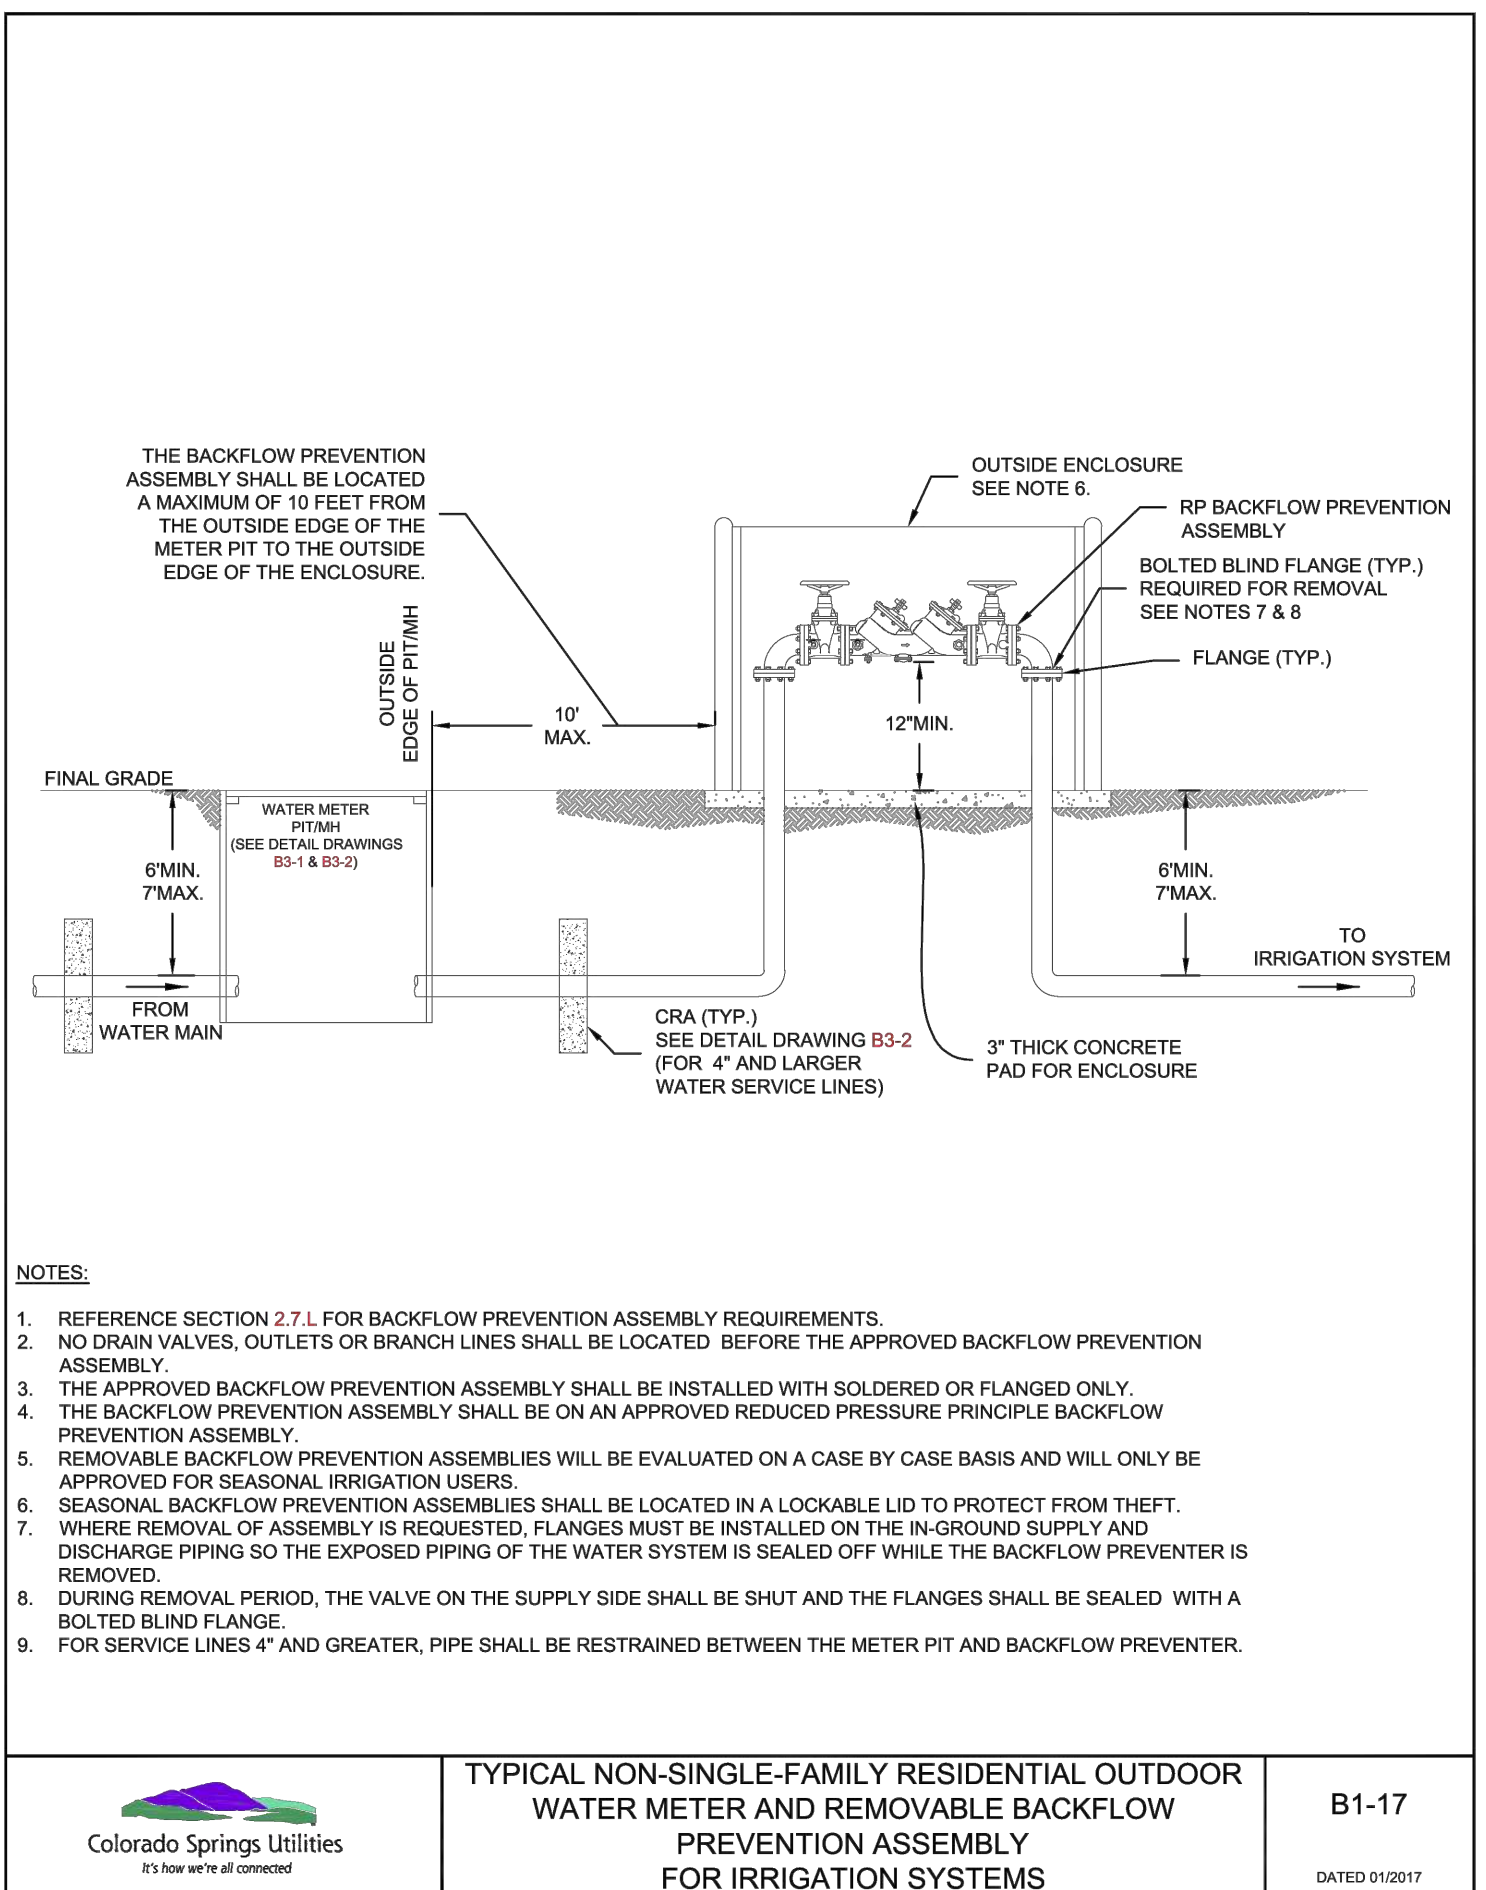 THE BACKFLOW PREVENTION
ASSEMBLY SHALL BE LOCATED
A MAXIMUM OF 10 FEET FROM
THE OUTSIDE EDGE OF THE
METER PIT TO THE OUTSIDE
EDGE OF THE ENCLOSURE.
OUTSIDE ENCLOSURE
SEE NOTE 6.
RP BACKFLOW PREVENTION
ASSEMBLY
BOLTED BLIND FLANGE (TYP.)
REQUIRED FOR REMOVAL
SEE NOTES 7 & 8
FLANGE (TYP.)
OUTSIDE
EDGE OF PIT/MH
10'
MAX.
12"MIN.
FINAL GRADE
WATER METER
PIT/MH
(SEE DETAIL DRAWINGS
B3-1 & B3-2)
6'MIN.
7'MAX.
6'MIN.
7'MAX.
TO
IRRIGATION SYSTEM
FROM
WATER MAIN
CRA (TYP.)
SEE DETAIL DRAWING B3-2
(FOR 4" AND LARGER
WATER SERVICE LINES)
3" THICK CONCRETE
PAD FOR ENCLOSURE
NOTES:
1. REFERENCE SECTION 2.7.L FOR BACKFLOW PREVENTION ASSEMBLY REQUIREMENTS.
2. NO DRAIN VALVES, OUTLETS OR BRANCH LINES SHALL BE LOCATED BEFORE THE APPROVED BACKFLOW PREVENTION
ASSEMBLY.
3. THE APPROVED BACKFLOW PREVENTION ASSEMBLY SHALL BE INSTALLED WITH SOLDERED OR FLANGED ONLY.
4. THE BACKFLOW PREVENTION ASSEMBLY SHALL BE ON AN APPROVED REDUCED PRESSURE PRINCIPLE BACKFLOW
PREVENTION ASSEMBLY.
5. REMOVABLE BACKFLOW PREVENTION ASSEMBLIES WILL BE EVALUATED ON A CASE BY CASE BASIS AND WILL ONLY BE
APPROVED FOR SEASONAL IRRIGATION USERS.
6. SEASONAL BACKFLOW PREVENTION ASSEMBLIES SHALL BE LOCATED IN A LOCKABLE LID TO PROTECT FROM THEFT.
7. WHERE REMOVAL OF ASSEMBLY IS REQUESTED, FLANGES MUST BE INSTALLED ON THE IN-GROUND SUPPLY AND
DISCHARGE PIPING SO THE EXPOSED PIPING OF THE WATER SYSTEM IS SEALED OFF WHILE THE BACKFLOW PREVENTER IS
REMOVED.
8. DURING REMOVAL PERIOD, THE VALVE ON THE SUPPLY SIDE SHALL BE SHUT AND THE FLANGES SHALL BE SEALED WITH A
BOLTED BLIND FLANGE.
9. FOR SERVICE LINES 4" AND GREATER, PIPE SHALL BE RESTRAINED BETWEEN THE METER PIT AND BACKFLOW PREVENTER.
Colorado Springs Utilities
It's how we're all connected
TYPICAL NON-SINGLE-FAMILY RESIDENTIAL OUTDOOR
WATER METER AND REMOVABLE BACKFLOW
PREVENTION ASSEMBLY
FOR IRRIGATION SYSTEMS
B1-17
DATED 01/2017